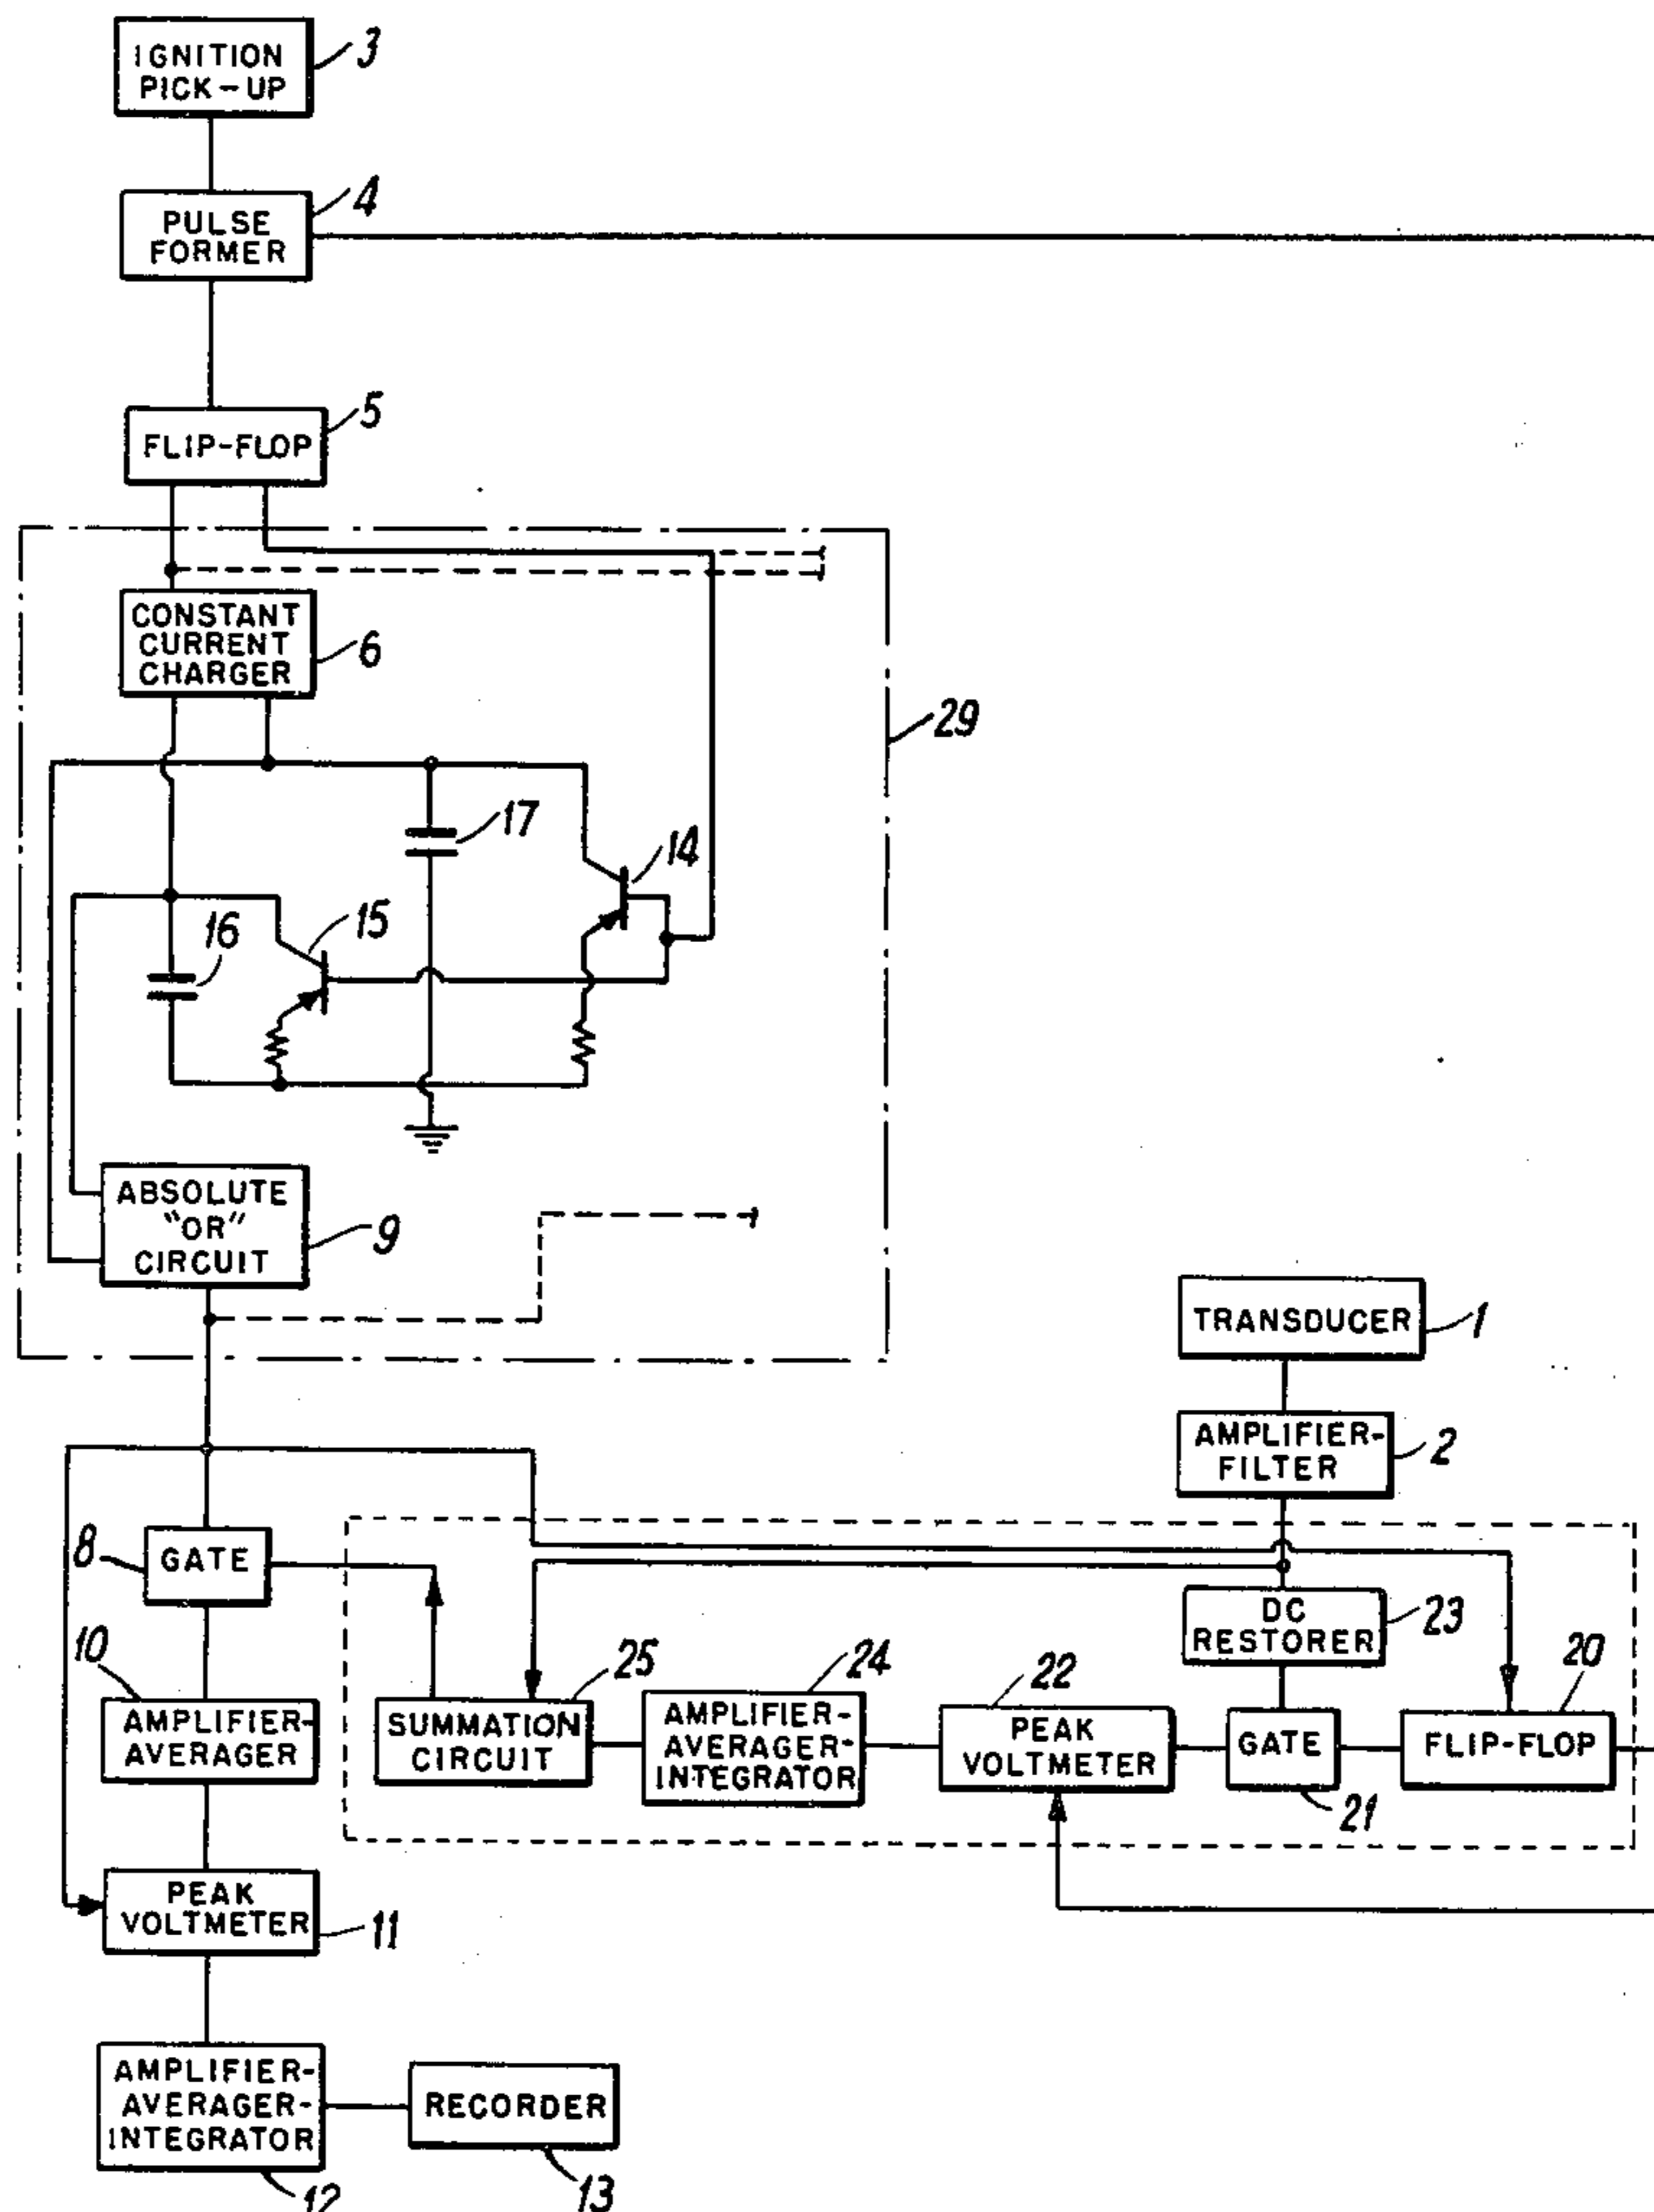 IGNITION
PICK-UP
3
PULSE
FORMER
4
FLIP-FLOP
5
CONSTANT
CURRENT
CHARGER
6
29
17
14
15
16
ABSOLUTE
"OR"
CIRCUIT
9
TRANSDUCER
1
AMPLIFIER-
FILTER
2
8
GATE
DC
RESTORER
23
10
AMPLIFIER-
AVERAGER
25
SUMMATION
CIRCUIT
24
AMPLIFIER-
AVERAGER-
INTEGRATOR
22
PEAK
VOLTMETER
GATE
21
20
FLIP-FLOP
PEAK
VOLTMETER
11
AMPLIFIER-
AVERAGER-
INTEGRATOR
12
RECORDER
13